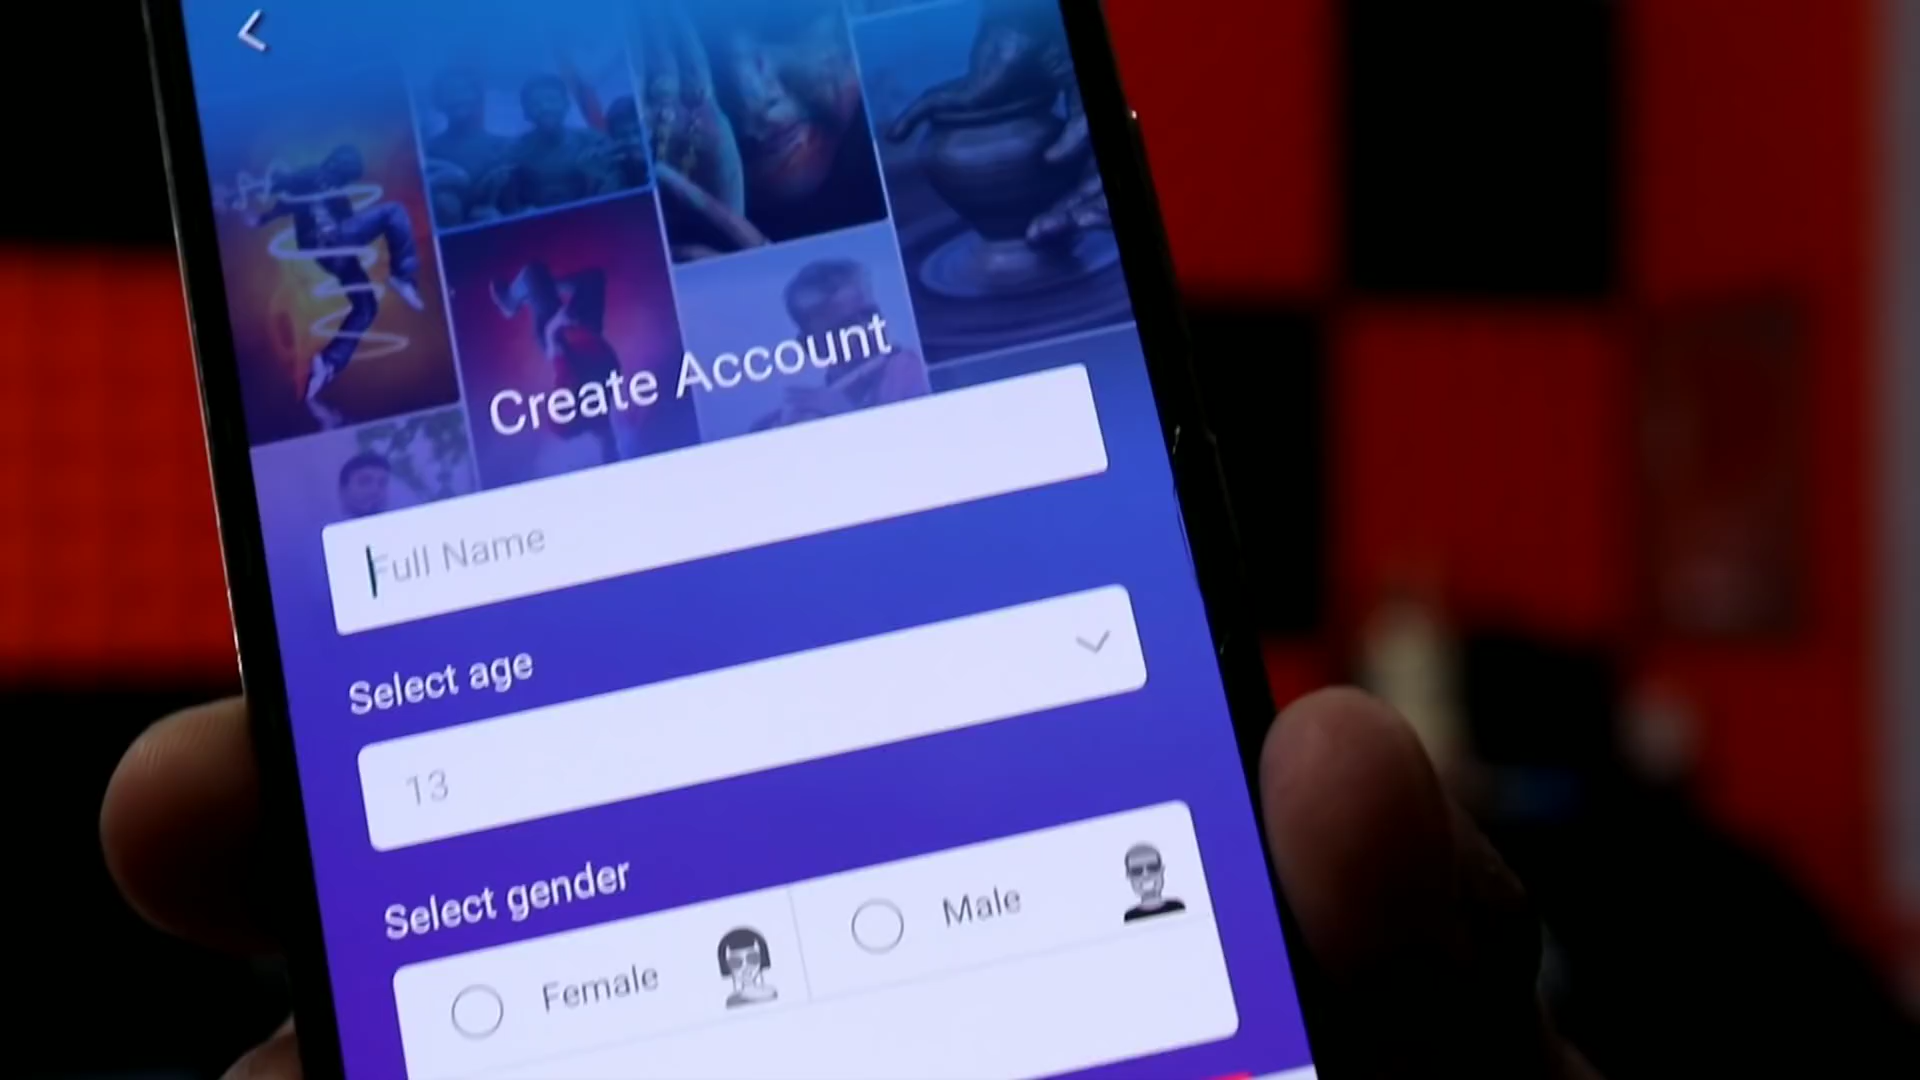 Create Account
Full Name
Select age
13
Select gender
Female
Male